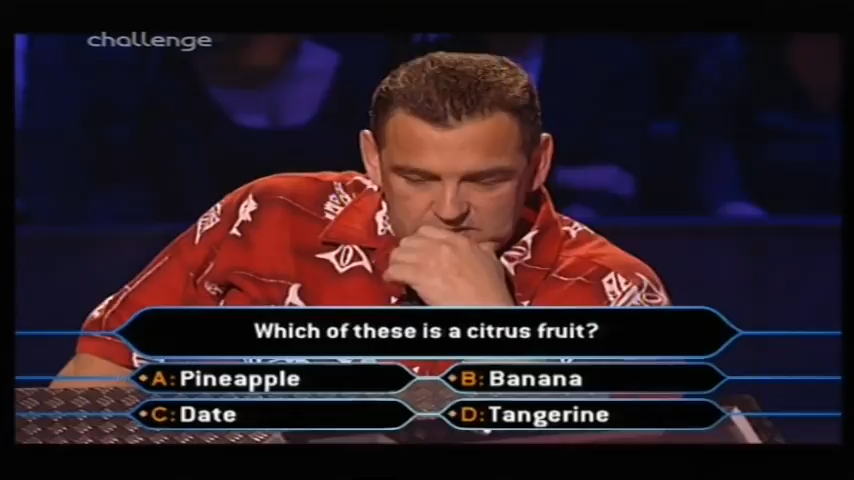 challenge
Which of these is a citrus fruit?
A: Pineapple
B: Banana
C: Date
D: Tangerine